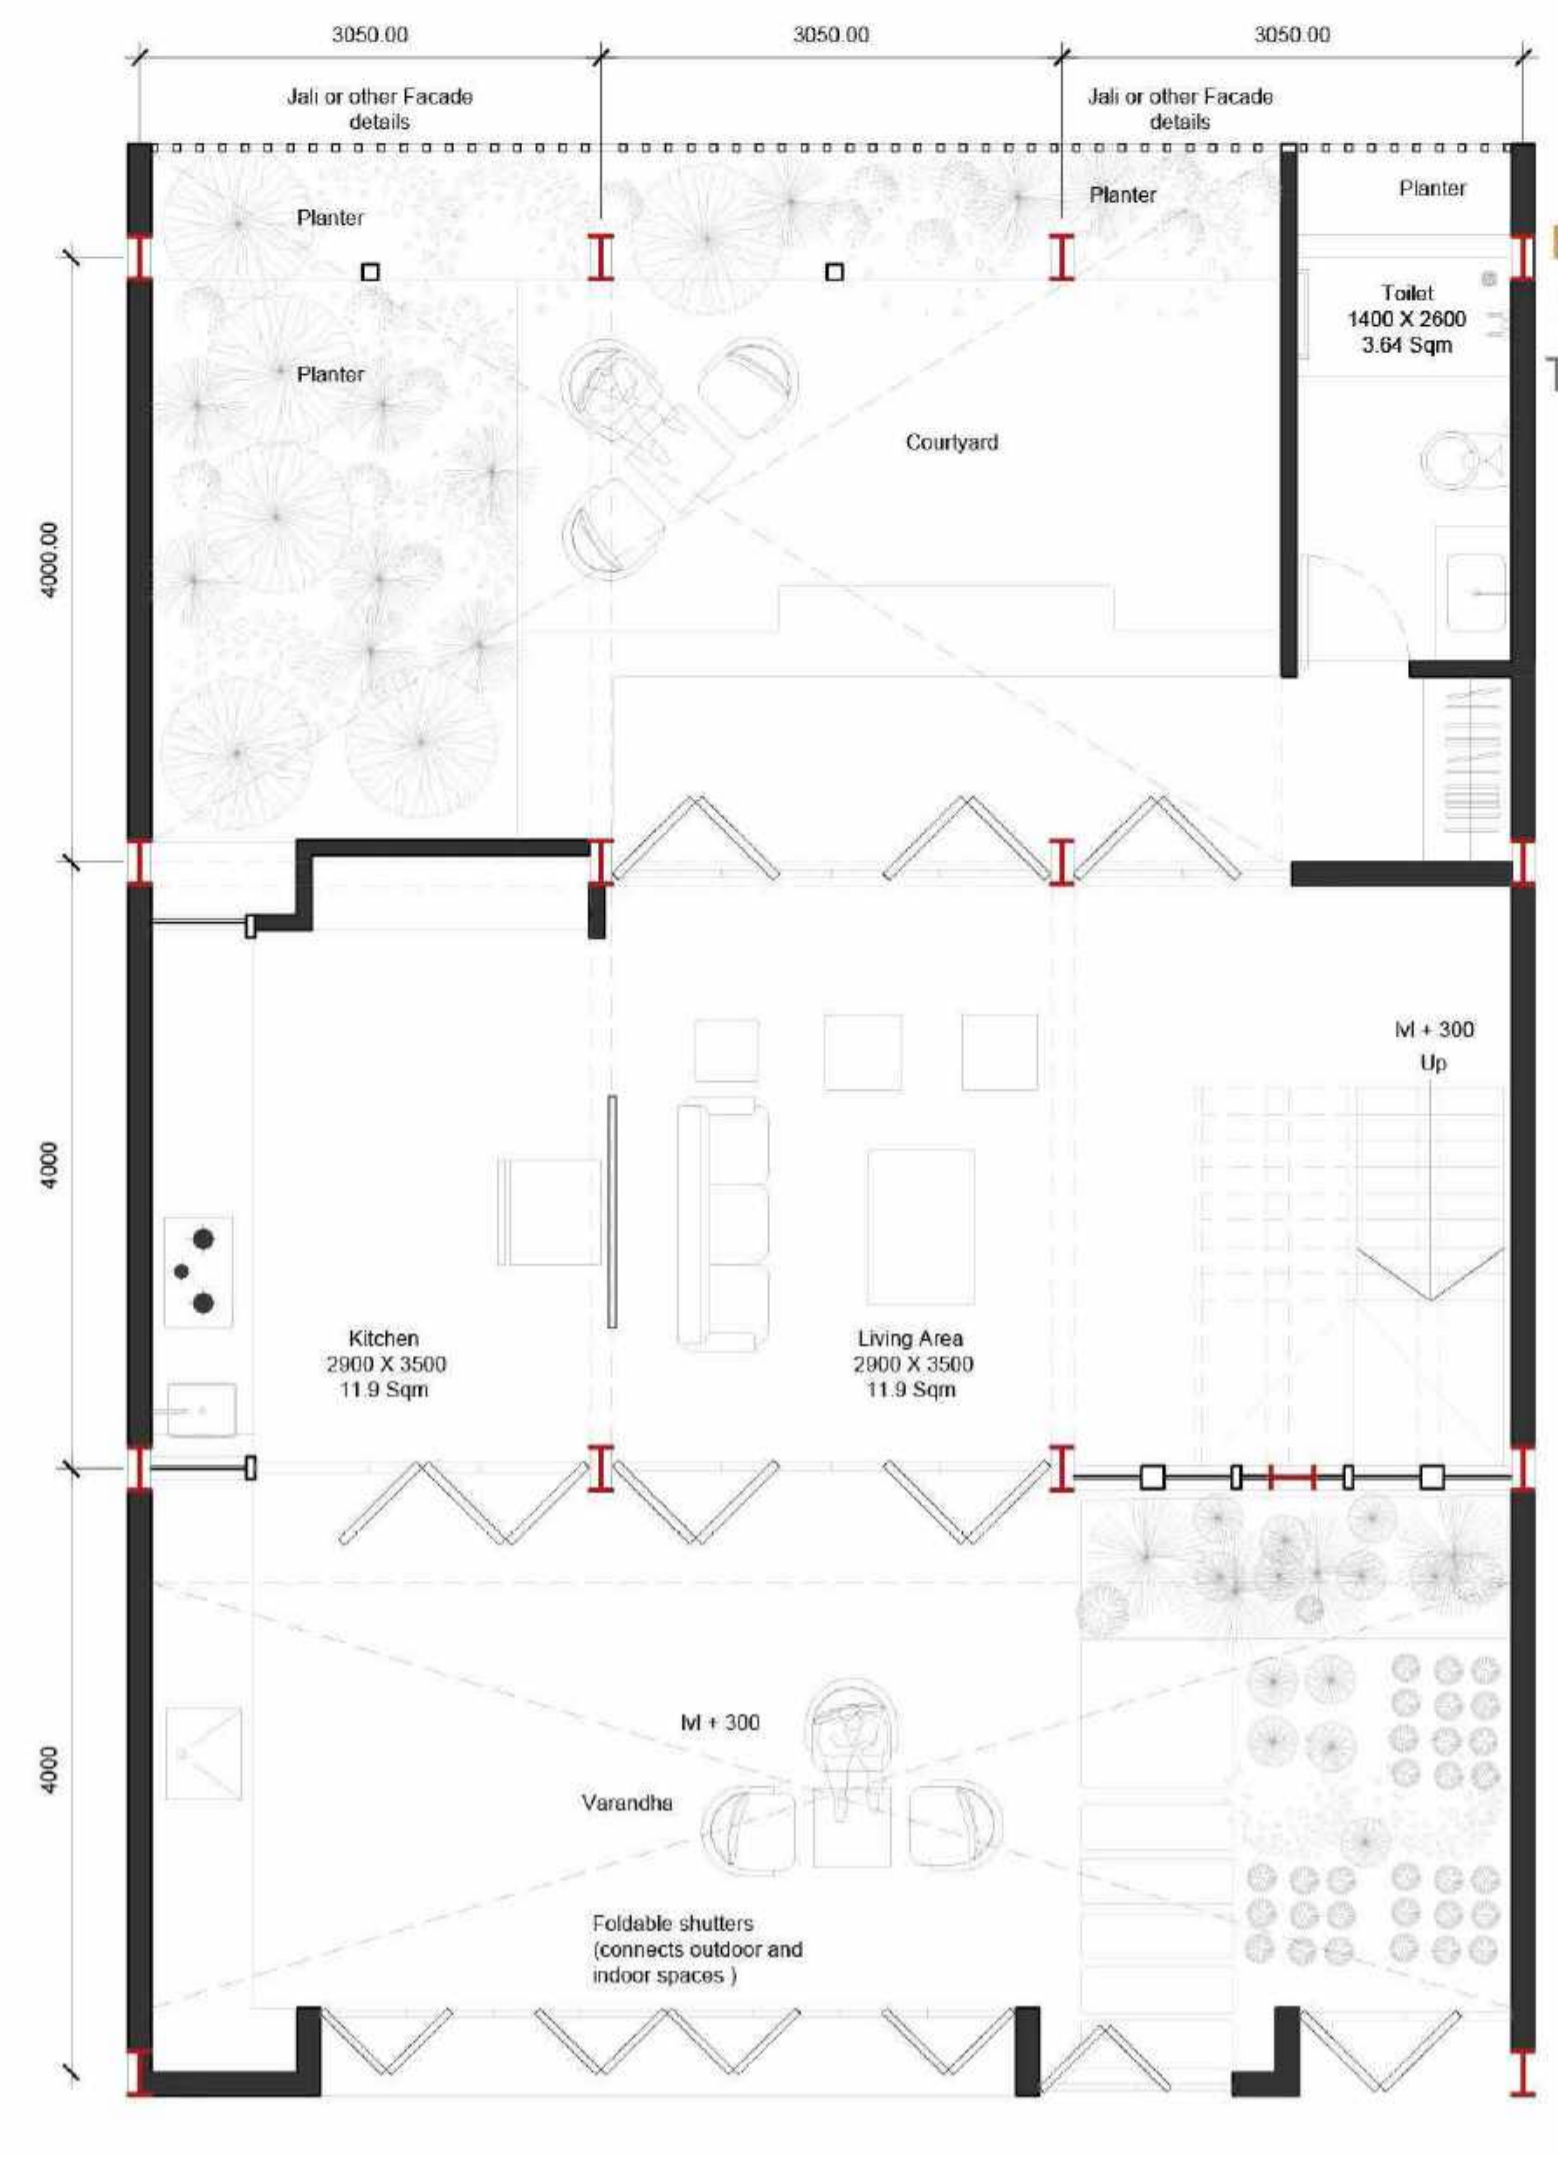 3050.00
3050.00
3050.00
Jali or other Facade
details
Jali or other Facade
details
Planter
Planter
Planter
Toilet
1400 X 2600
3.64 Sqm
T
Planter
Courtyard
4000.00
lvl + 300
Up
4000
Kitchen
2900 X 3500
11.9 Sqm
Living Area
2900 X 3500
11.9 Sqm
lvl + 300
4000
Varandha
Foldable shutters
(connects outdoor and
indoor spaces )